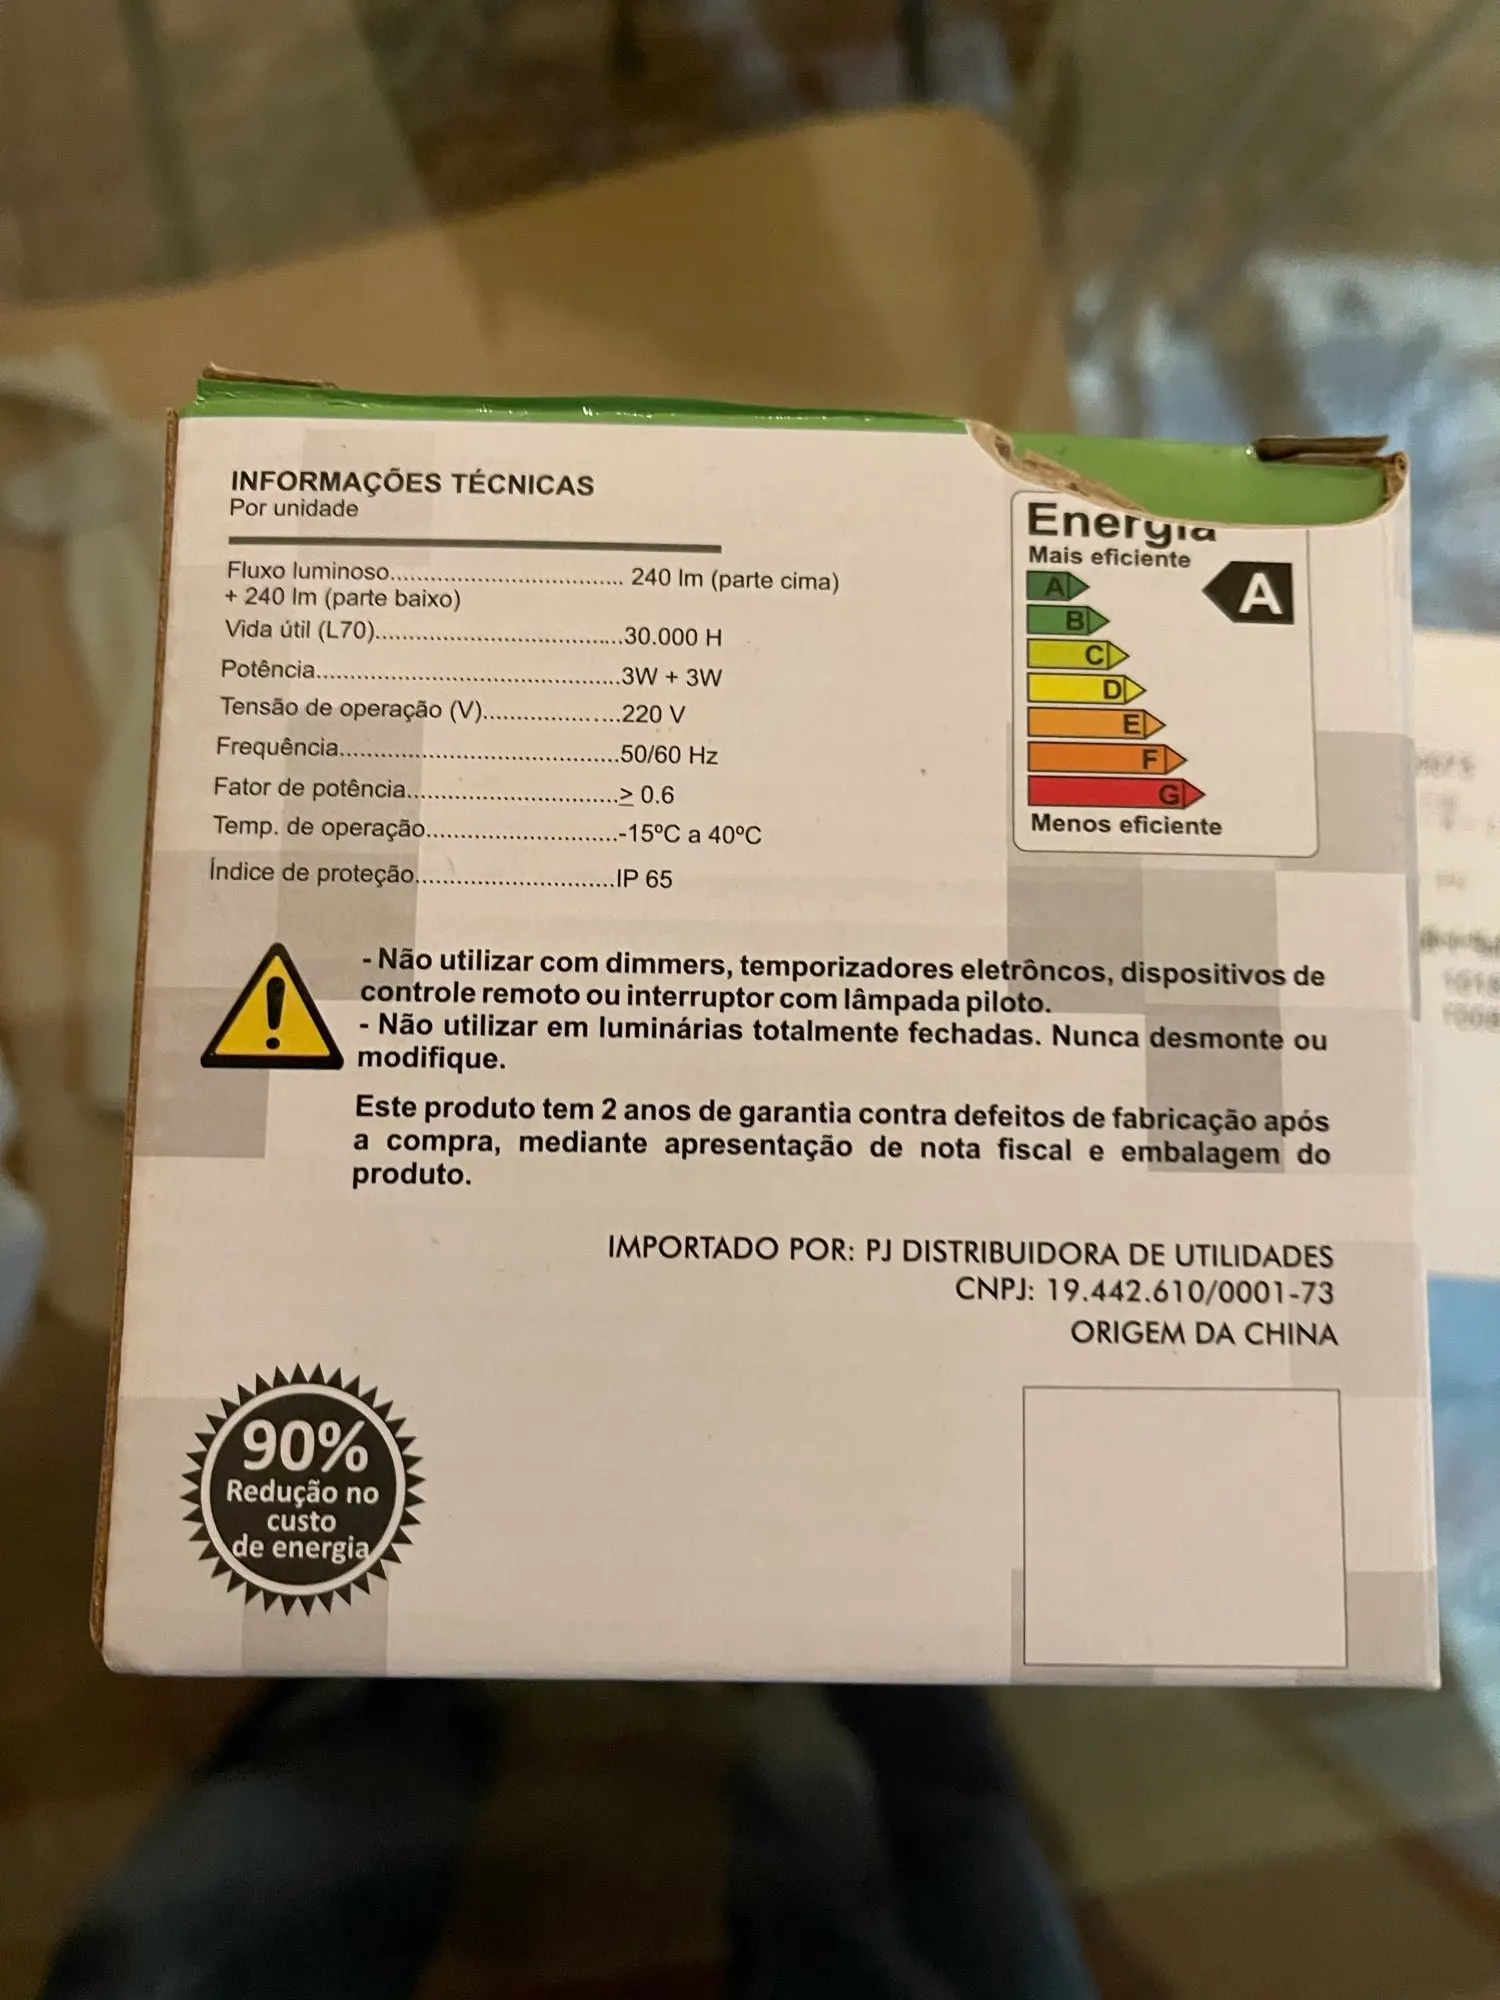 INFORMAÇÕES TÉCNICAS
Por unidade
Fluxo luminoso................................... 240 lm (parte cima)
+ 240 lm (parte baixo)
Vida útil (L70)...................................30.000 H
Potência...........................................3W + 3W
Tensão de operação (V)....................220 V
Frequência.......................................50/60 Hz
Fator de potência..............................≥ 0.6
Temp. de operação...........................-15ºC a 40ºC
Índice de proteção............................IP 65
Energia
Mais eficiente
A
A
B
C
D
E
F
G
Menos eficiente
- Não utilizar com dimmers, temporizadores eletrôncos, dispositivos de
controle remoto ou interruptor com lâmpada piloto.
- Não utilizar em luminárias totalmente fechadas. Nunca desmonte ou
modifique.
Este produto tem 2 anos de garantia contra defeitos de fabricação após
a compra, mediante apresentação de nota fiscal e embalagem do
produto.
IMPORTADO POR: PJ DISTRIBUIDORA DE UTILIDADES
CNPJ: 19.442.610/0001-73
ORIGEM DA CHINA
90%
Redução no
custo
de energia